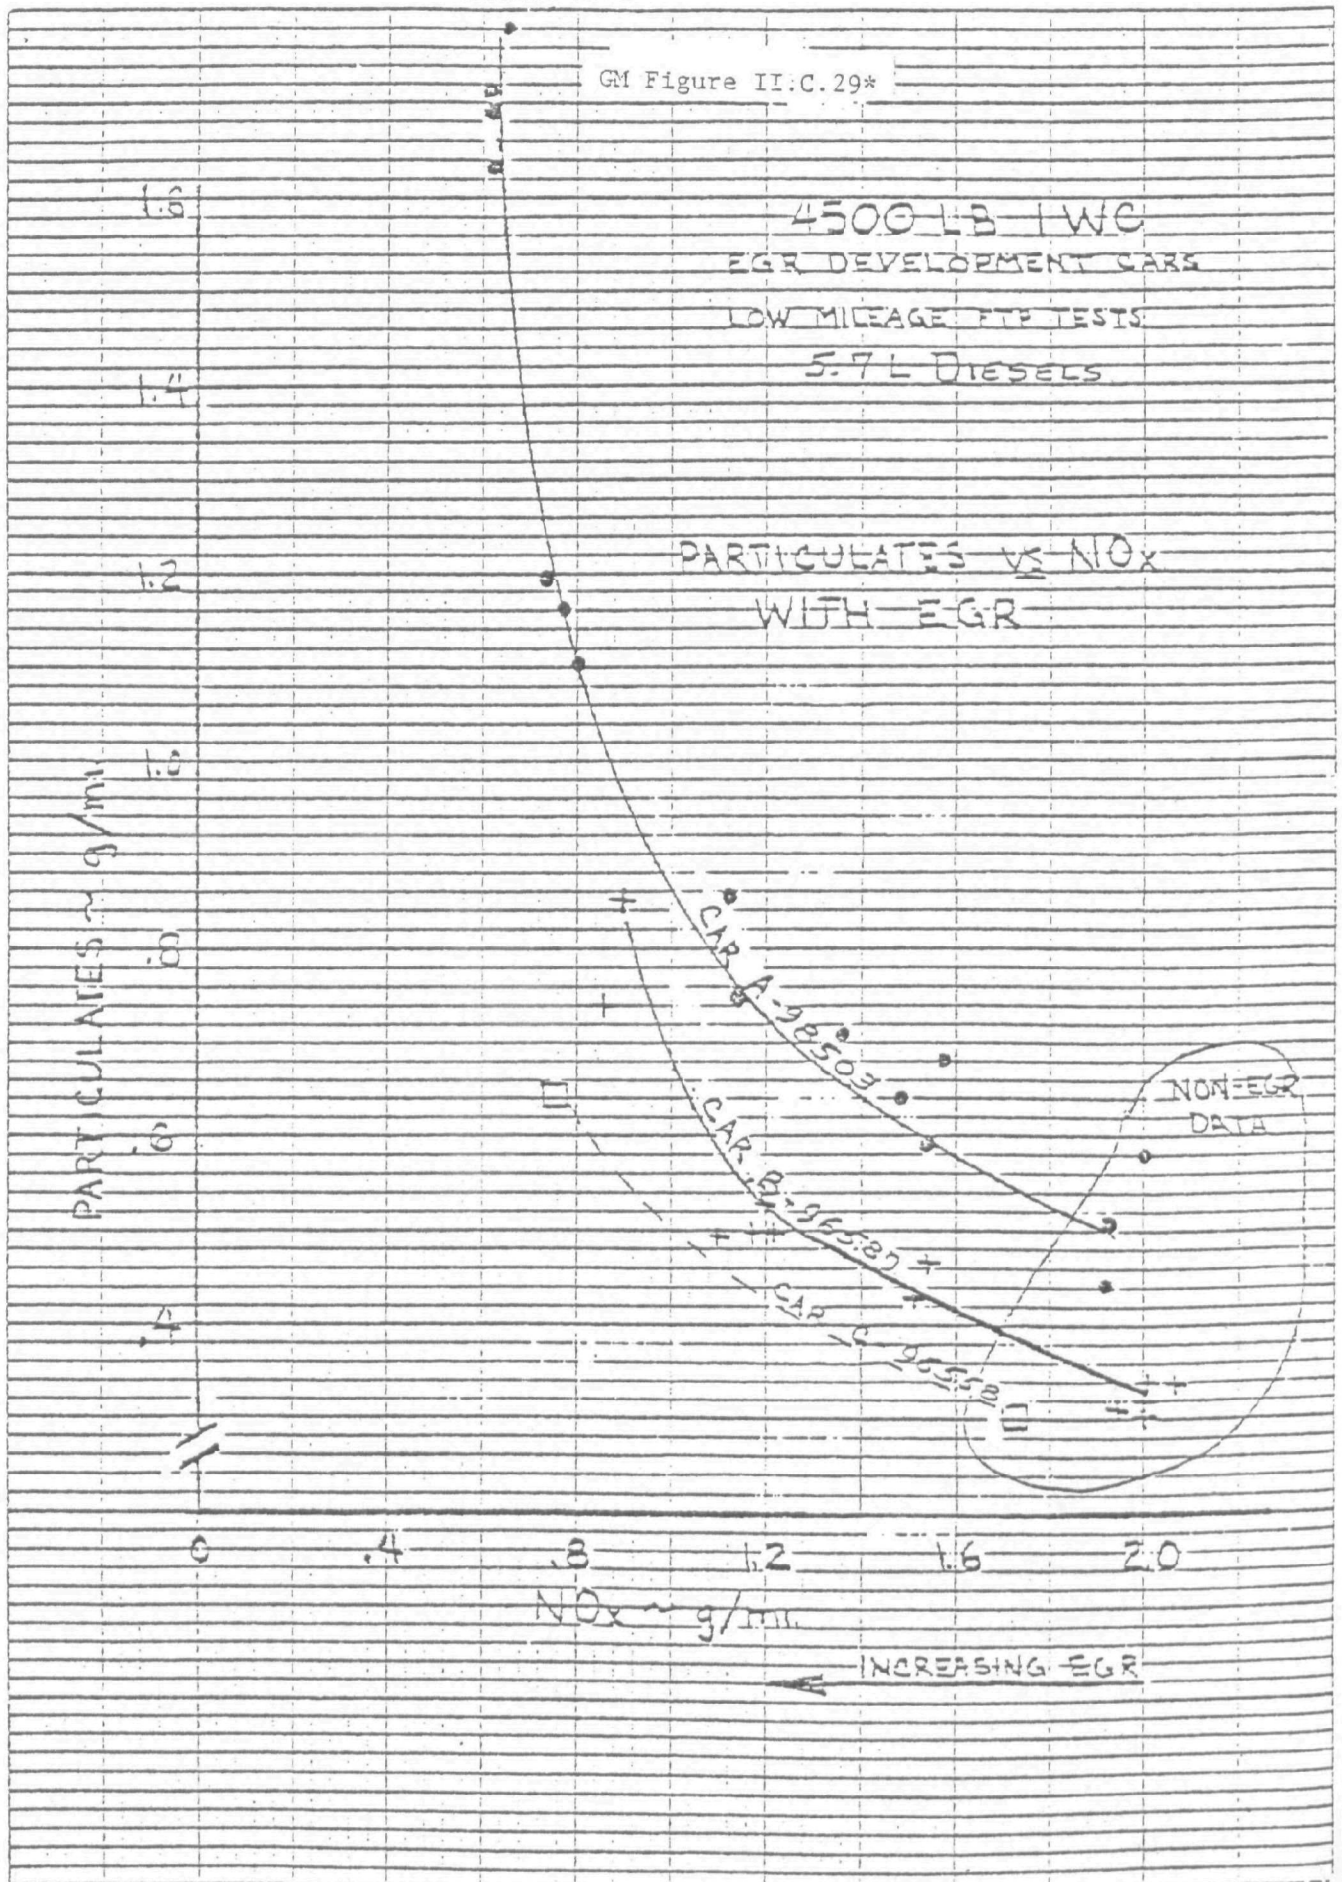 GM Figure II.C.29*
4500 LB IWC
EGR DEVELOPMENT CARS
LOW MILEAGE FTP TESTS
5.7 L DIESELS
PARTICULATES VS NOx
WITH EGR
1.6
1.4
1.2
1.0
.8
.6
.4
PARTICULATES ~ g/mi.
CAR A-98503
CAR B-96587
CAR C-96558
NON-EGR
DATA
0 .4 .8 1.2 1.6 2.0
NOx ~ g/mi.
INCREASING EGR